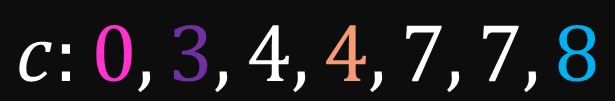 c: 0, 3, 4, 4, 7, 7, 8